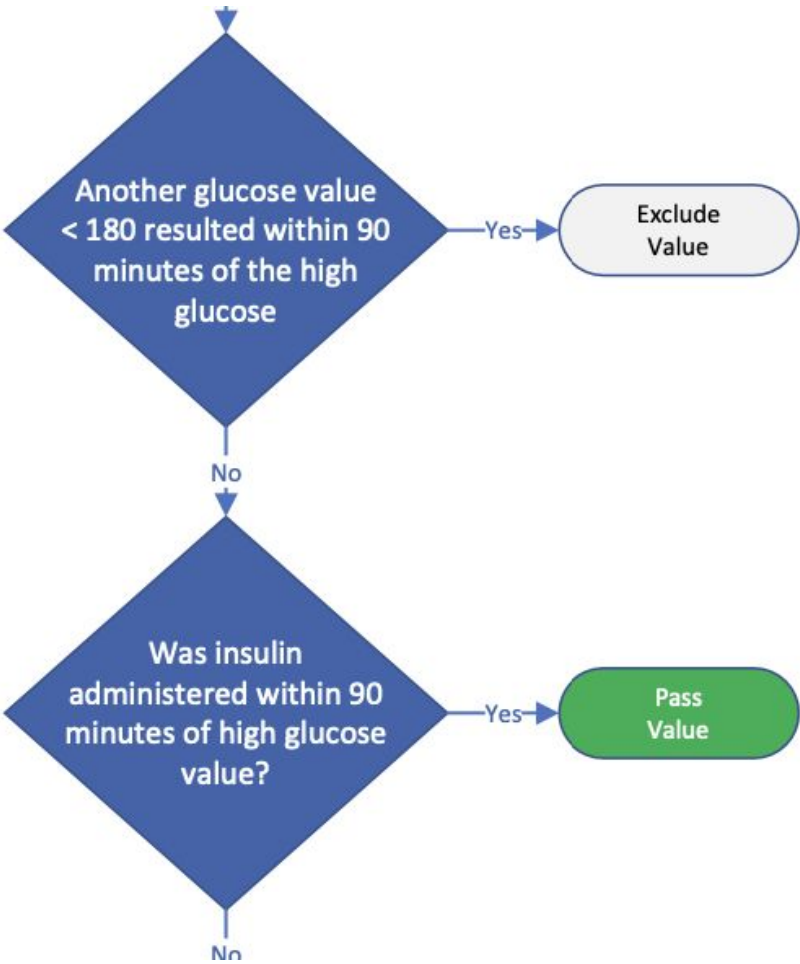 Another glucose value
< 180 resulted within 90
minutes of the high
glucose
Yes
Exclude
Value
No
Was insulin
administered within 90
minutes of high glucose
value?
Yes
Pass
Value
No